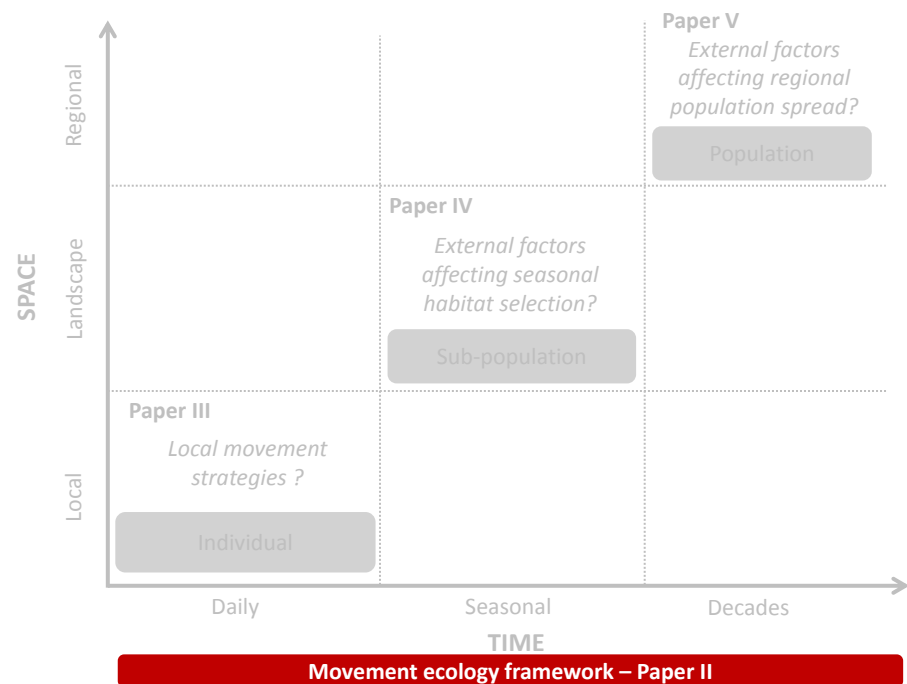 Paper V
External factors
affecting regional
population spread?
Population
Regional
Paper IV
External factors
affecting seasonal
habitat selection?
Sub-population
Landscape
SPACE
Paper III
Local movement
strategies ?
Individual
Local
Daily
Seasonal
Decades
TIME
Movement ecology framework – Paper II